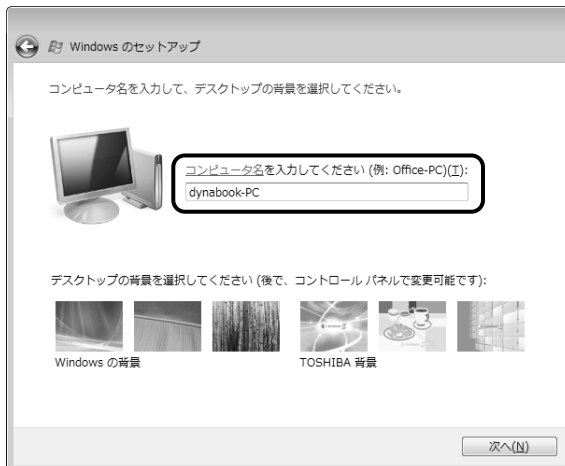 Windows のセットアップ
コンピュータ名を入力して、デスクトップの背景を選択してください。
コンピュータ名を入力してください (例: Office-PC)(T):
dynabook-PC
デスクトップの背景を選択してください (後で、コントロール パネルで変更可能です):
Windows の背景
TOSHIBA 背景
次へ(N)